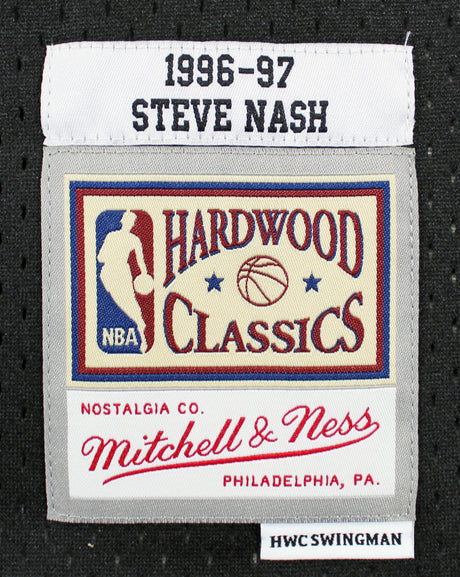 1996-97
STEVE NASH
HARDWOOD
CLASSICS
NBA
NOSTALGIA CO.
Mitchell & Ness
PHILADELPHIA, PA.
HWC SWINGMAN